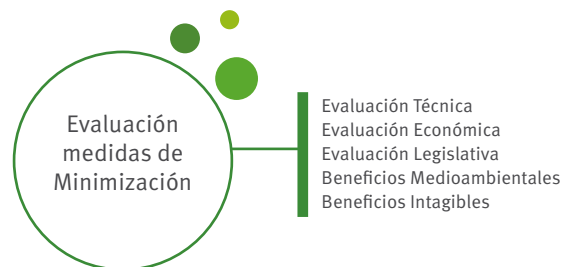 Evaluación
medidas de
Minimización
Evaluación Técnica
Evaluación Económica
Evaluación Legislativa
Beneficios Medioambientales
Beneficios Intagibles